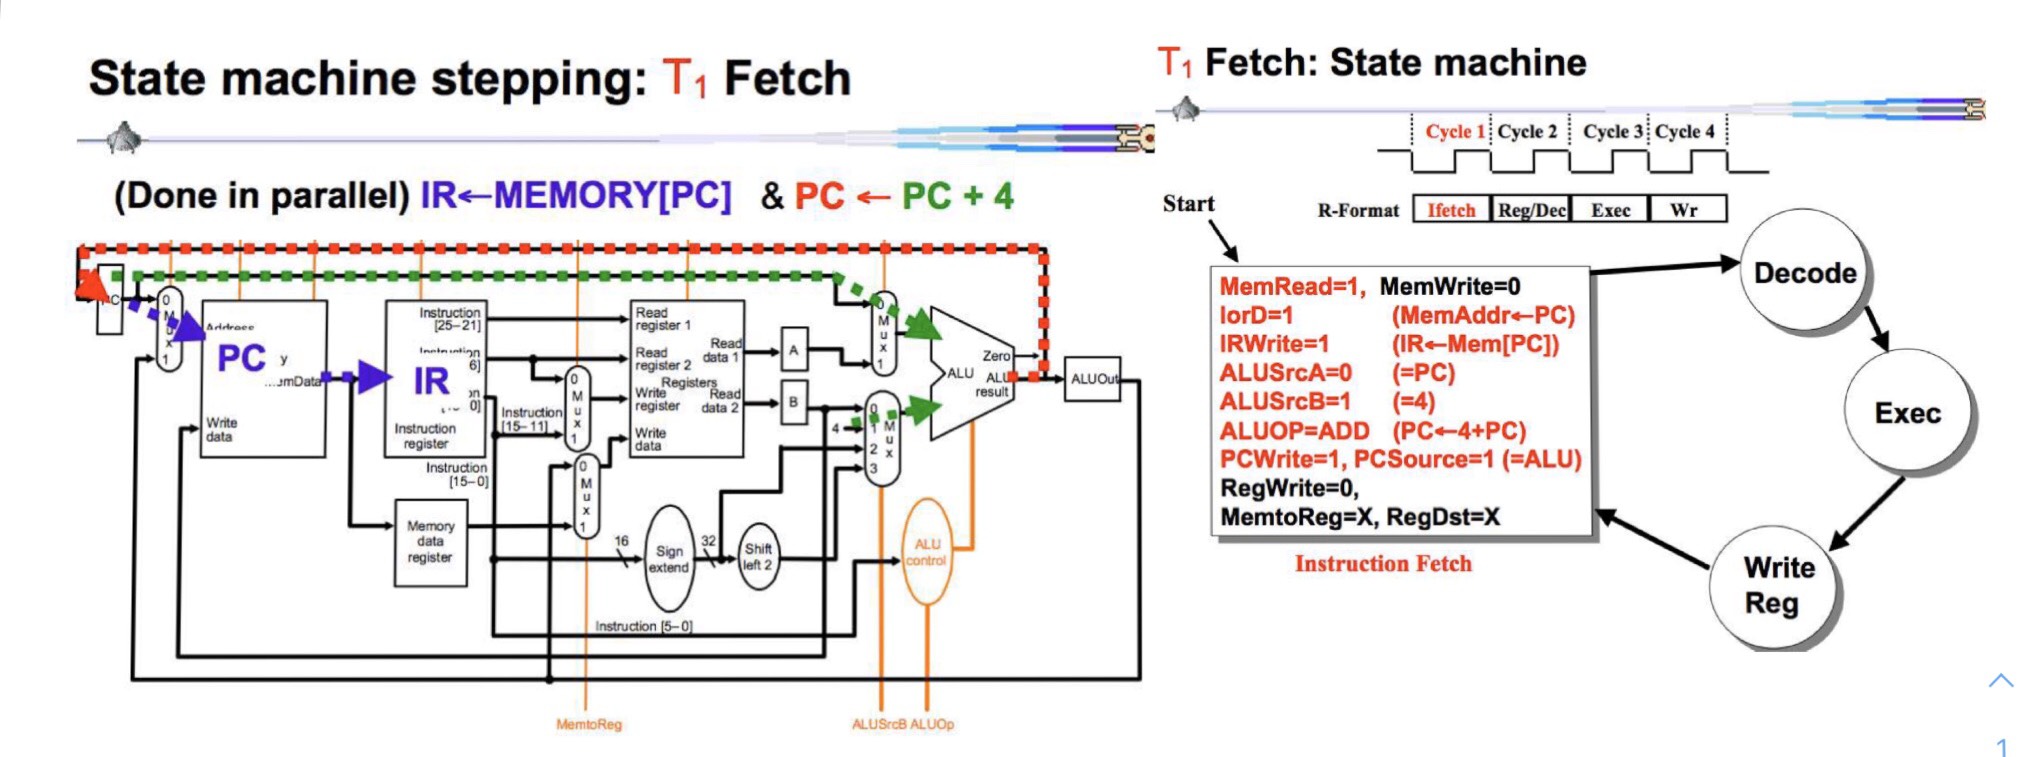 State machine stepping: T1 Fetch
(Done in parallel) IR←MEMORY[PC] & PC ← PC + 4
0
M
u
x
1
Address
PC
y
...mData
Write
data
Instruction
[25–21]
Instruction
6]
IR
0]
Instruction
register
Instruction
[15–11]
Instruction
[15–0]
Memory
data
register
0
M
u
x
1
0
M
u
x
1
Read
register 1
Read
register 2
Registers
Write
register
Write
data
Read
data 1
Read
data 2
A
B
4
0
M
u
x
1
0
1
M
u
x
2
3
16
Sign
extend
32
Shift
left 2
Instruction [5–0]
ALU
Zero
ALU
result
ALUOut
ALU
control
MemtoReg
ALUSrcB ALUOp
T1 Fetch: State machine
Cycle 1 Cycle 2 Cycle 3 Cycle 4
R-Format Ifetch Reg/Dec Exec Wr
Start
MemRead=1, MemWrite=0
IorD=1 (MemAddr←PC)
IRWrite=1 (IR←Mem[PC])
ALUSrcA=0 (=PC)
ALUSrcB=1 (=4)
ALUOP=ADD (PC←4+PC)
PCWrite=1, PCSource=1 (=ALU)
RegWrite=0,
MemtoReg=X, RegDst=X
Instruction Fetch
Decode
Exec
Write
Reg
1